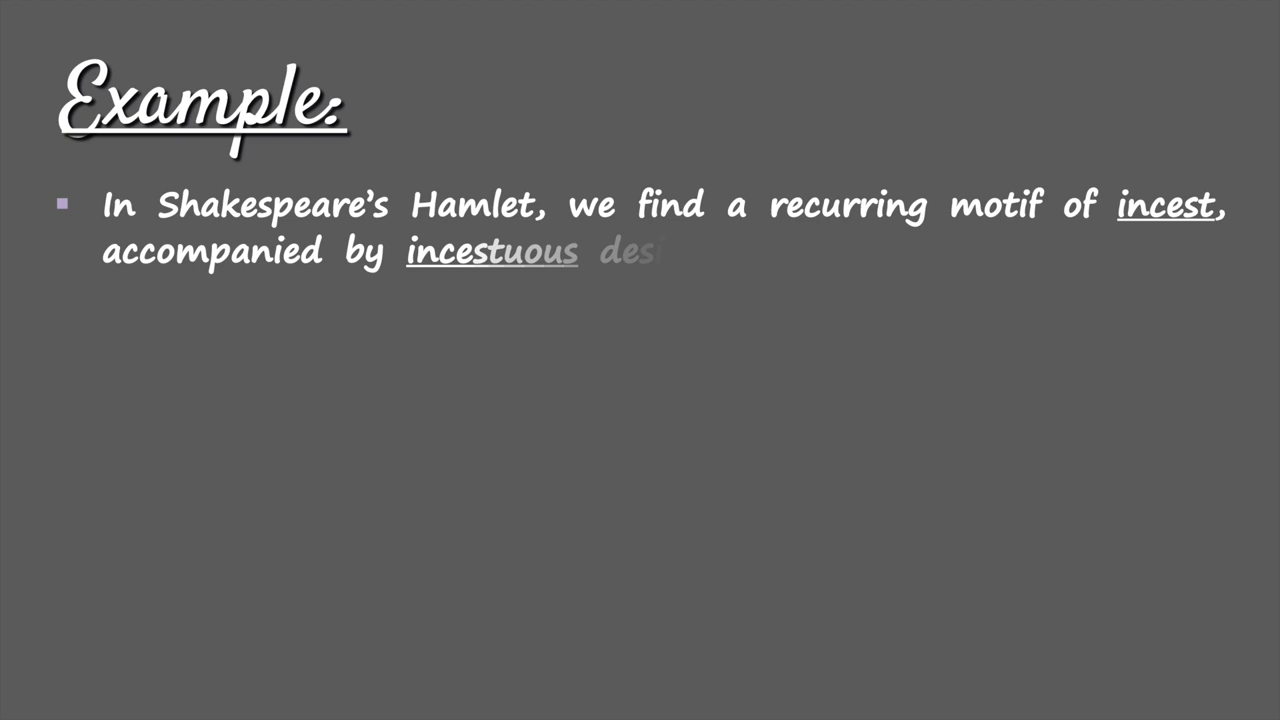 Example:
In Shakespeare’s Hamlet, we find a recurring motif of incest,
accompanied by incestuous